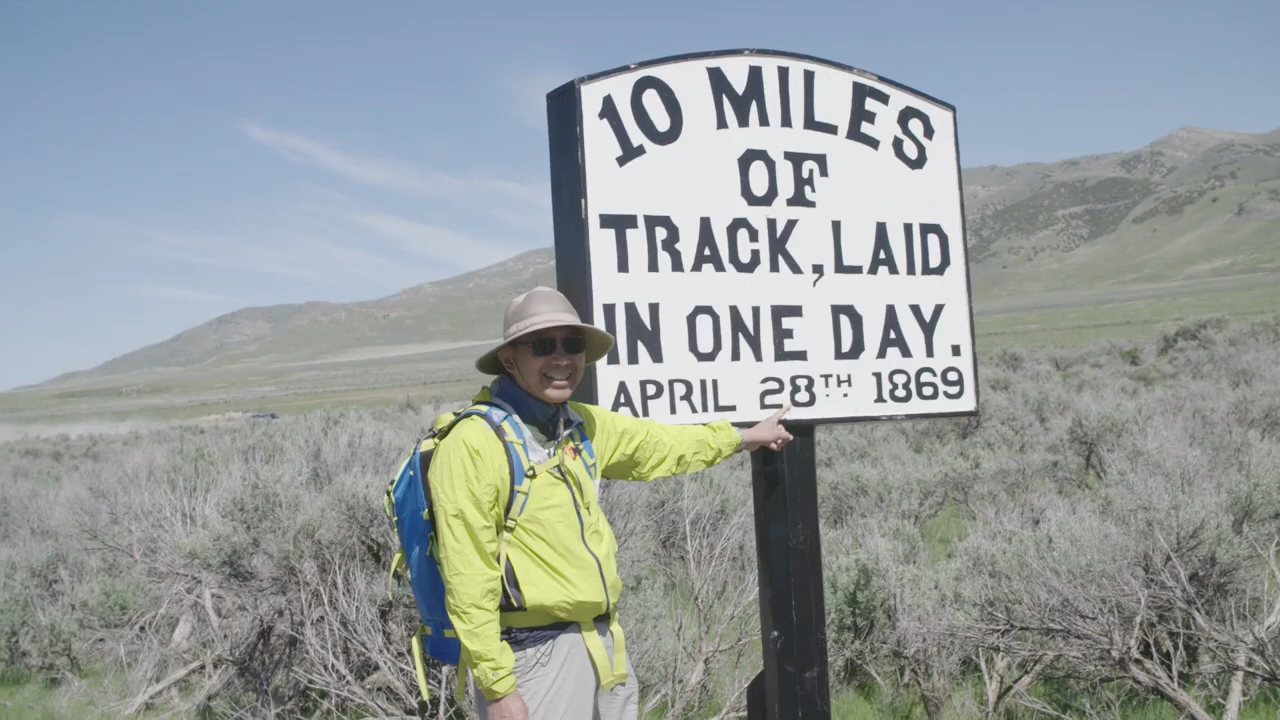 10 MILES
OF
TRACK, LAID
IN ONE DAY.
APRIL 28TH 1869